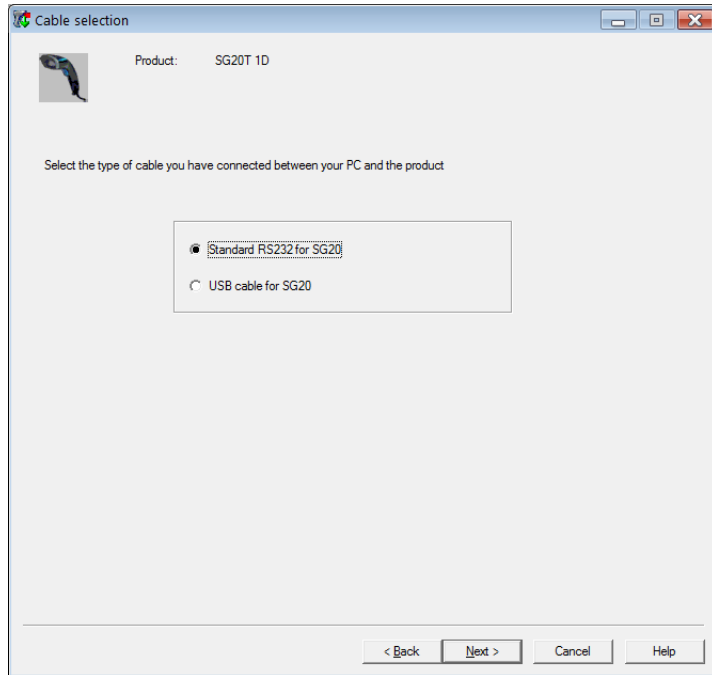 Cable selection
Product: SG20T 1D
Select the type of cable you have connected between your PC and the product
Standard RS232 for SG20
USB cable for SG20
< Back Next > Cancel Help